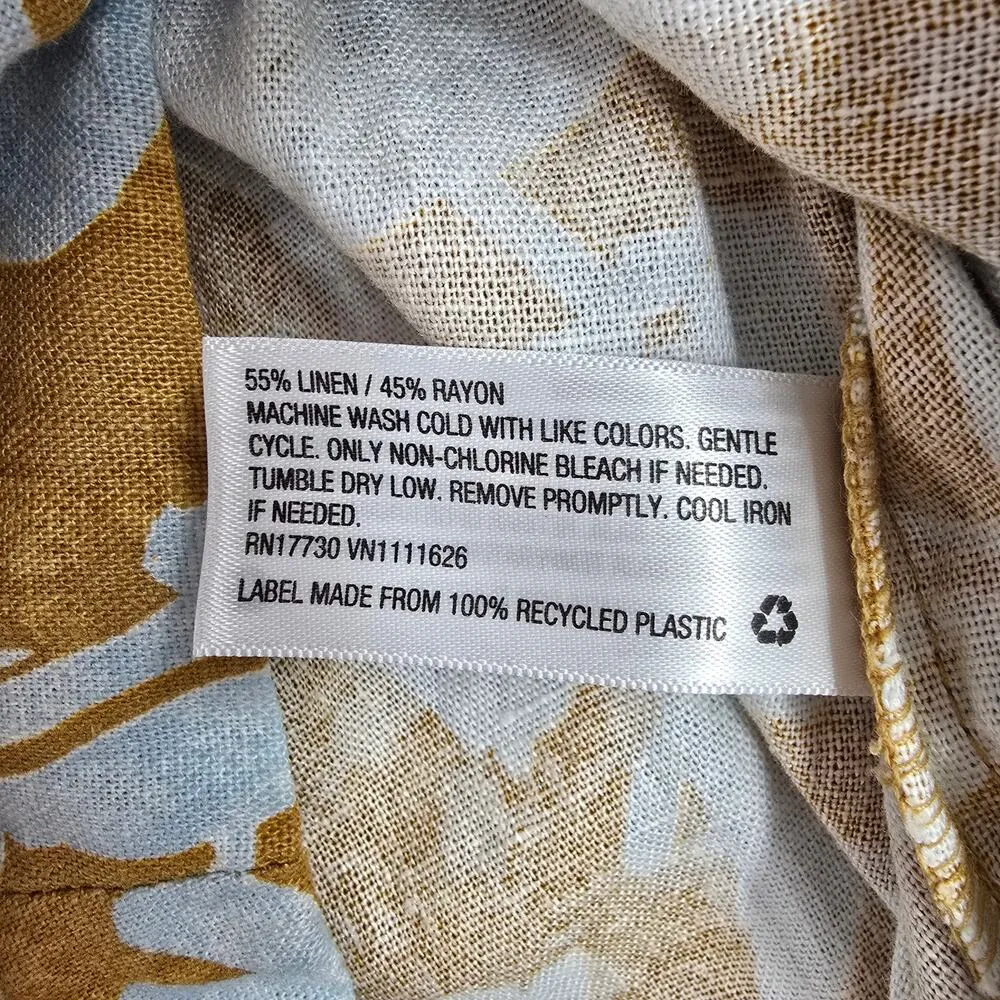 55% LINEN / 45% RAYON
MACHINE WASH COLD WITH LIKE COLORS. GENTLE
CYCLE. ONLY NON-CHLORINE BLEACH IF NEEDED.
TUMBLE DRY LOW. REMOVE PROMPTLY. COOL IRON
IF NEEDED.
RN17730 VN1111626
LABEL MADE FROM 100% RECYCLED PLASTIC